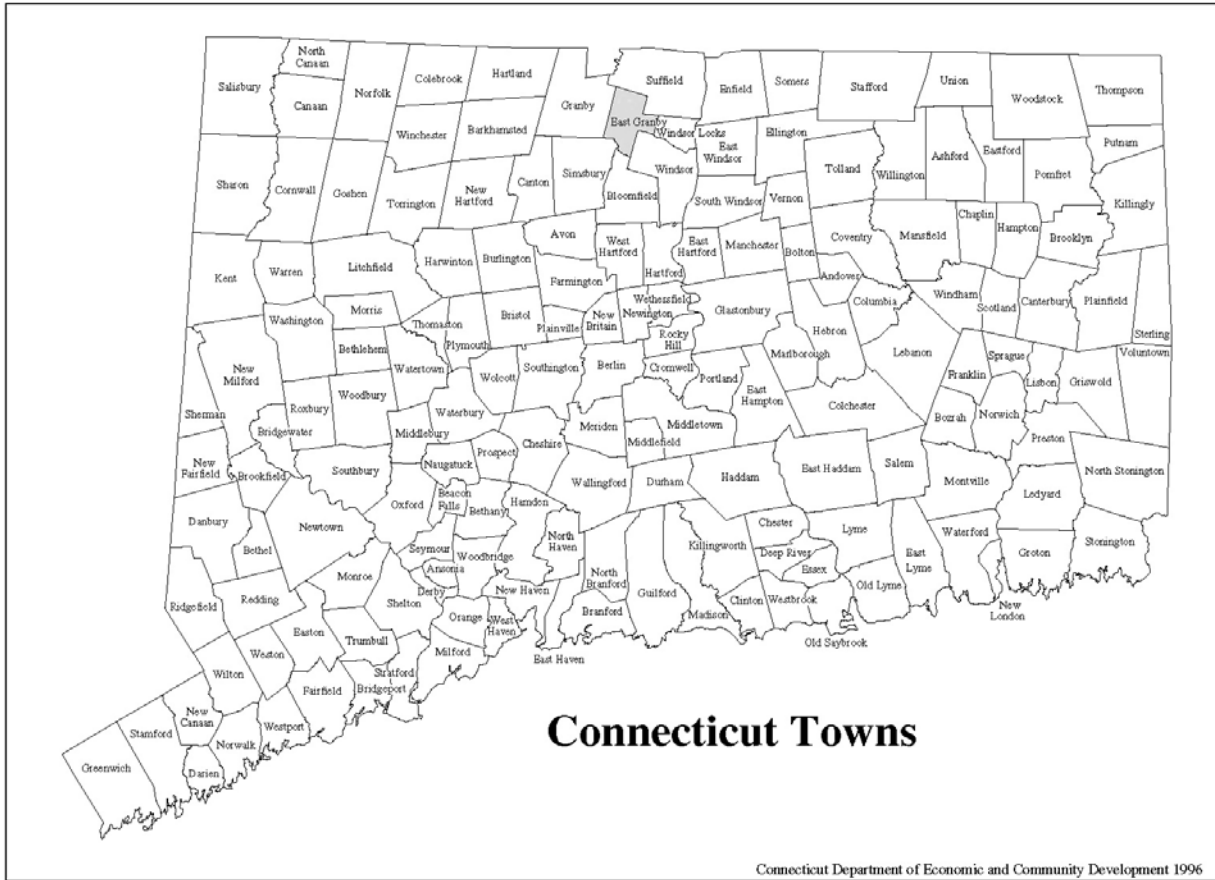 North
Canaan
Salisbury
Canaan
Norfolk
Colebrook
Hartland
Granby
Suffield
Enfield
Somers
Stafford
Union
Woodstock
Thompson
East Granby
Windsor Locks
Winchester
Barkhamsted
East
Windsor
Ellington
Willington
Ashford
Eastford
Putnam
Pomfret
Killingly
Sharon
Cornwall
Goshen
Torrington
New
Hartford
Canton
Simsbury
Bloomfield
Windsor
South Windsor
Vernon
Tolland
Kent
Warren
Litchfield
Harwinton
Burlington
Avon
West
Hartford
Hartford
East
Hartford
Manchester
Bolton
Coventry
Mansfield
Chaplin
Hampton
Brooklyn
Farmington
Andover
Columbia
Windham
Scotland
Canterbury
Plainfield
Sterling
Washington
Morris
Thomaston
Plymouth
Bristol
Plainville
New
Britain
Wethersfield
Newington
Rocky
Hill
Glastonbury
Hebron
Marlborough
Lebanon
Franklin
Sprague
Lisbon
Griswold
Voluntown
New
Milford
Bethlehem
Watertown
Wolcott
Southington
Berlin
Cromwell
Portland
East
Hampton
Colchester
Bozrah
Norwich
Preston
Sherman
Bridgewater
Roxbury
Woodbury
Waterbury
Middlebury
Cheshire
Meriden
Middlefield
Middletown
New
Fairfield
Brookfield
Southbury
Naugatuck
Prospect
Wallingford
Durham
Haddam
East Haddam
Salem
Montville
Ledyard
North Stonington
Danbury
Bethel
Newtown
Oxford
Beacon
Falls
Bethany
Hamden
North
Haven
Killingworth
Chester
Deep River
Essex
Lyme
East
Lyme
Waterford
Groton
Stonington
Ridgefield
Redding
Monroe
Seymour
Ansonia
Derby
Woodbridge
New Haven
North
Branford
Branford
Guilford
Madison
Clinton
Westbrook
Old Lyme
New
London
Old Saybrook
Shelton
Orange
West
Haven
East Haven
Easton
Trumbull
Milford
Stratford
Bridgeport
Fairfield
Weston
Wilton
Westport
New
Canaan
Norwalk
Darien
Stamford
Greenwich
Connecticut Towns
Connecticut Department of Economic and Community Development 1996